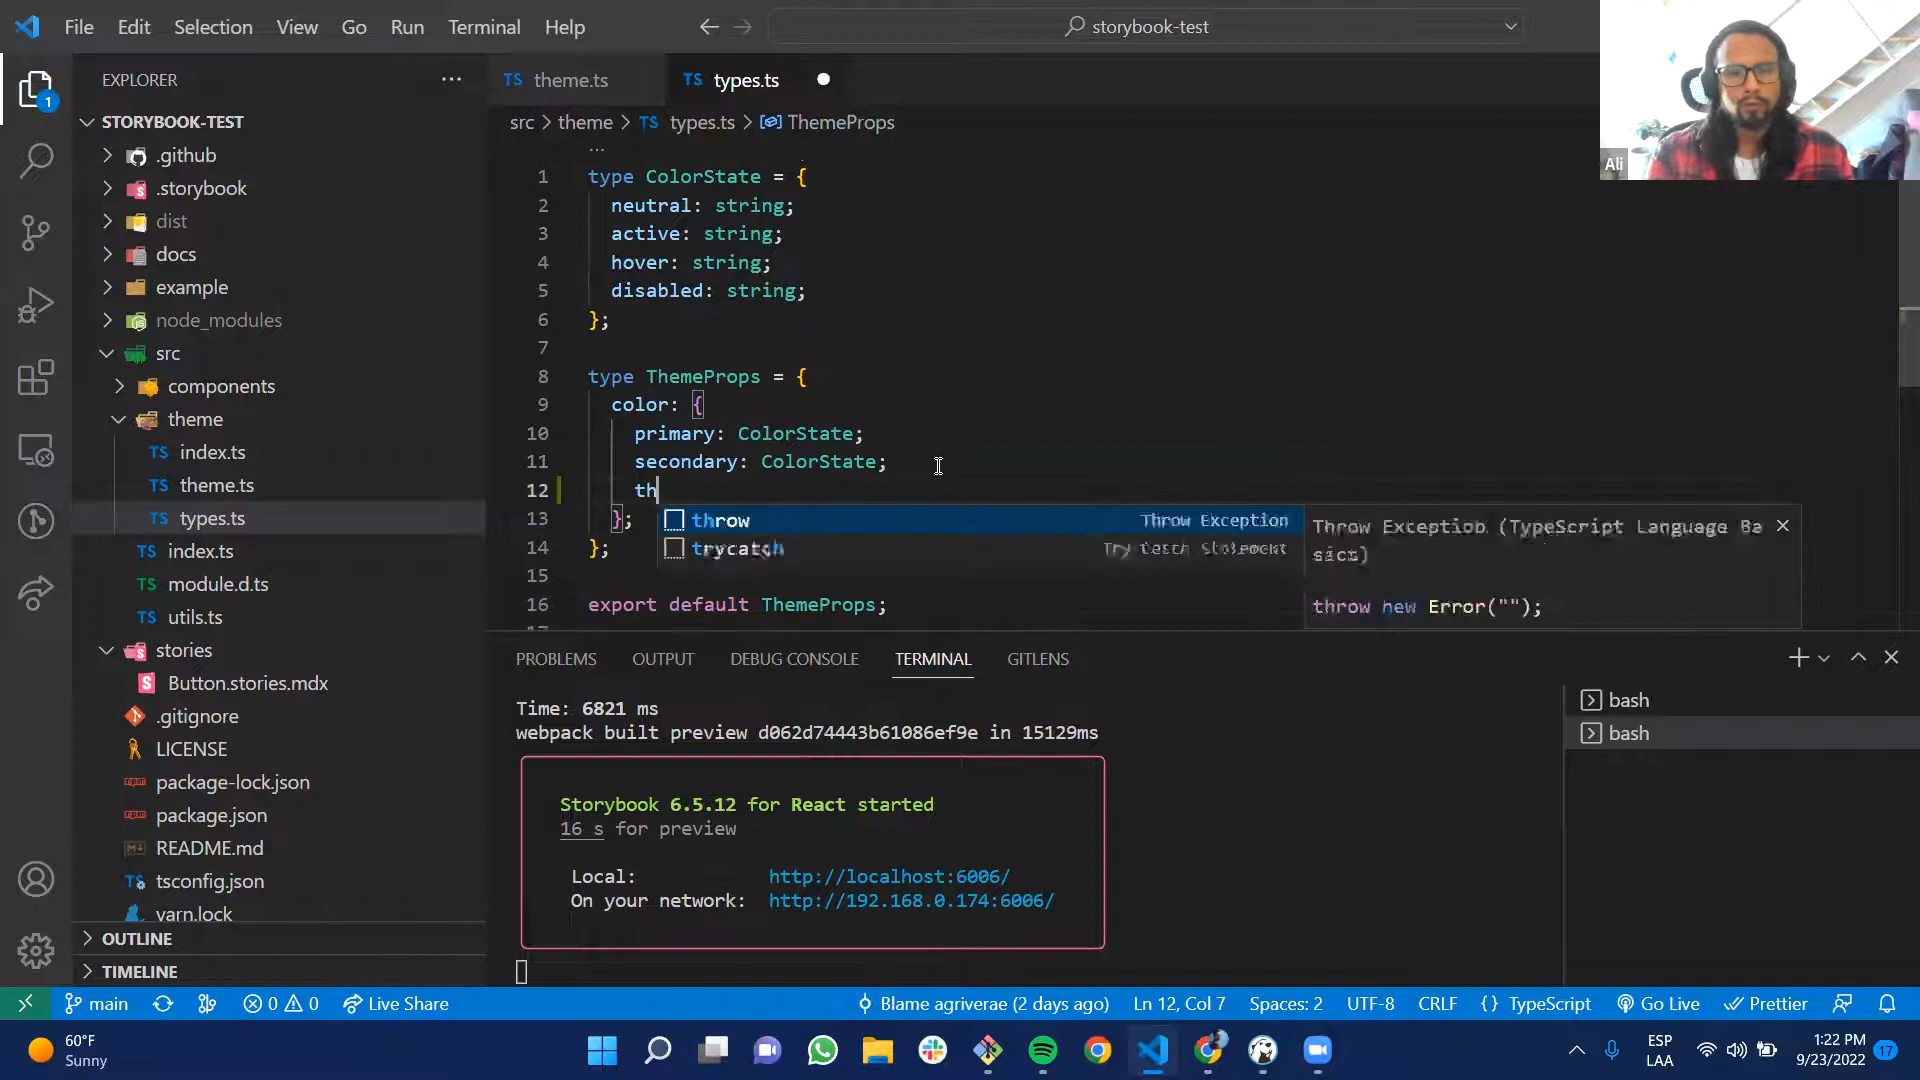 File Edit Selection View Go Run Terminal Help
storybook-test
EXPLORER
TS theme.ts
TS types.ts
1
src > theme > TS types.ts > ThemeProps
...
STORYBOOK-TEST
.github
.storybook
dist
docs
example
node_modules
src
components
theme
TS index.ts
TS theme.ts
TS types.ts
TS index.ts
TS module.d.ts
TS utils.ts
stories
Button.stories.mdx
.gitignore
LICENSE
package-lock.json
package.json
README.md
tsconfig.json
yarn.lock
OUTLINE
TIMELINE
1 type ColorState = {
2 neutral: string;
3 active: string;
4 hover: string;
5 disabled: string;
6 };
7
8 type ThemeProps = {
9 color: {
10 primary: ColorState;
11 secondary: ColorState;
12 th
13 };
14 };
15
16 export default ThemeProps;
17
throw Throw Exception
trycatch Try Catch Statement
Throw Exception (TypeScript Language Ba
sics)
throw new Error("");
Ali
PROBLEMS OUTPUT DEBUG CONSOLE TERMINAL GITLENS
Time: 6821 ms
webpack built preview d062d74443b61086ef9e in 15129ms
Storybook 6.5.12 for React started
16 s for preview
Local: http://localhost:6006/
On your network: http://192.168.0.174:6006/
bash
bash
main 0 0 Live Share Blame agriverae (2 days ago) Ln 12, Col 7 Spaces: 2 UTF-8 CRLF {} TypeScript Go Live Prettier
60°F
Sunny
ESP
LAA
1:22 PM
9/23/2022
17